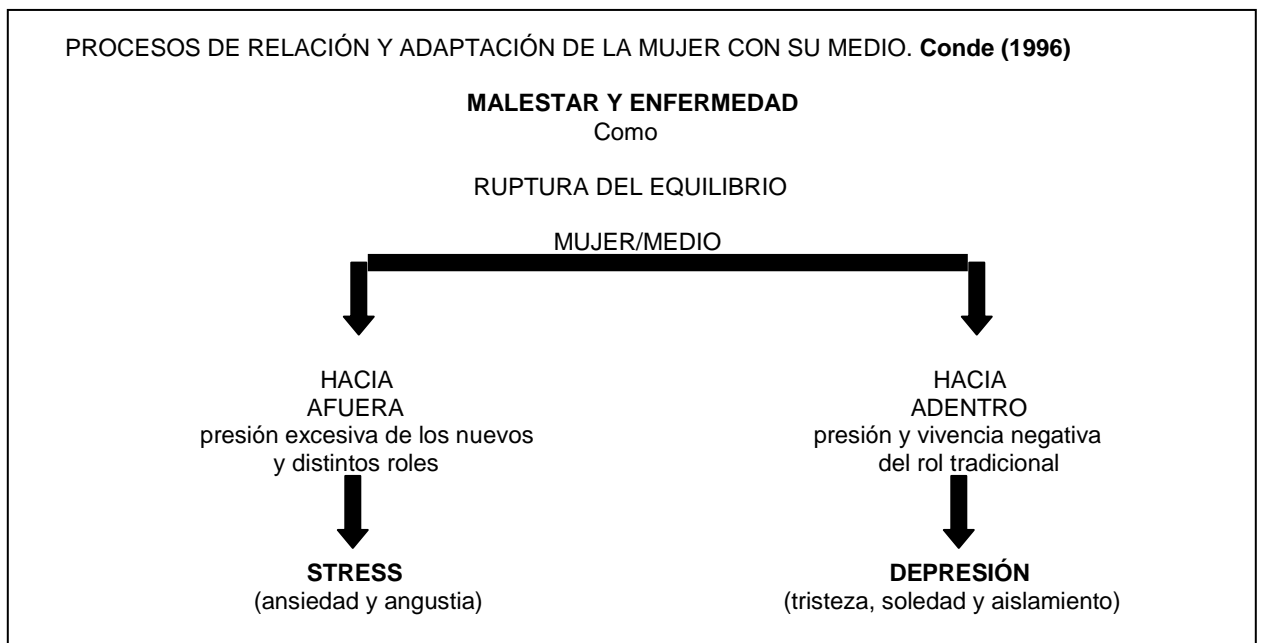 PROCESOS DE RELACIÓN Y ADAPTACIÓN DE LA MUJER CON SU MEDIO. Conde (1996)
MALESTAR Y ENFERMEDAD
Como
RUPTURA DEL EQUILIBRIO
MUJER/MEDIO
HACIA
AFUERA
presión excesiva de los nuevos
y distintos roles
STRESS
(ansiedad y angustia)
HACIA
ADENTRO
presión y vivencia negativa
del rol tradicional
DEPRESIÓN
(tristeza, soledad y aislamiento)